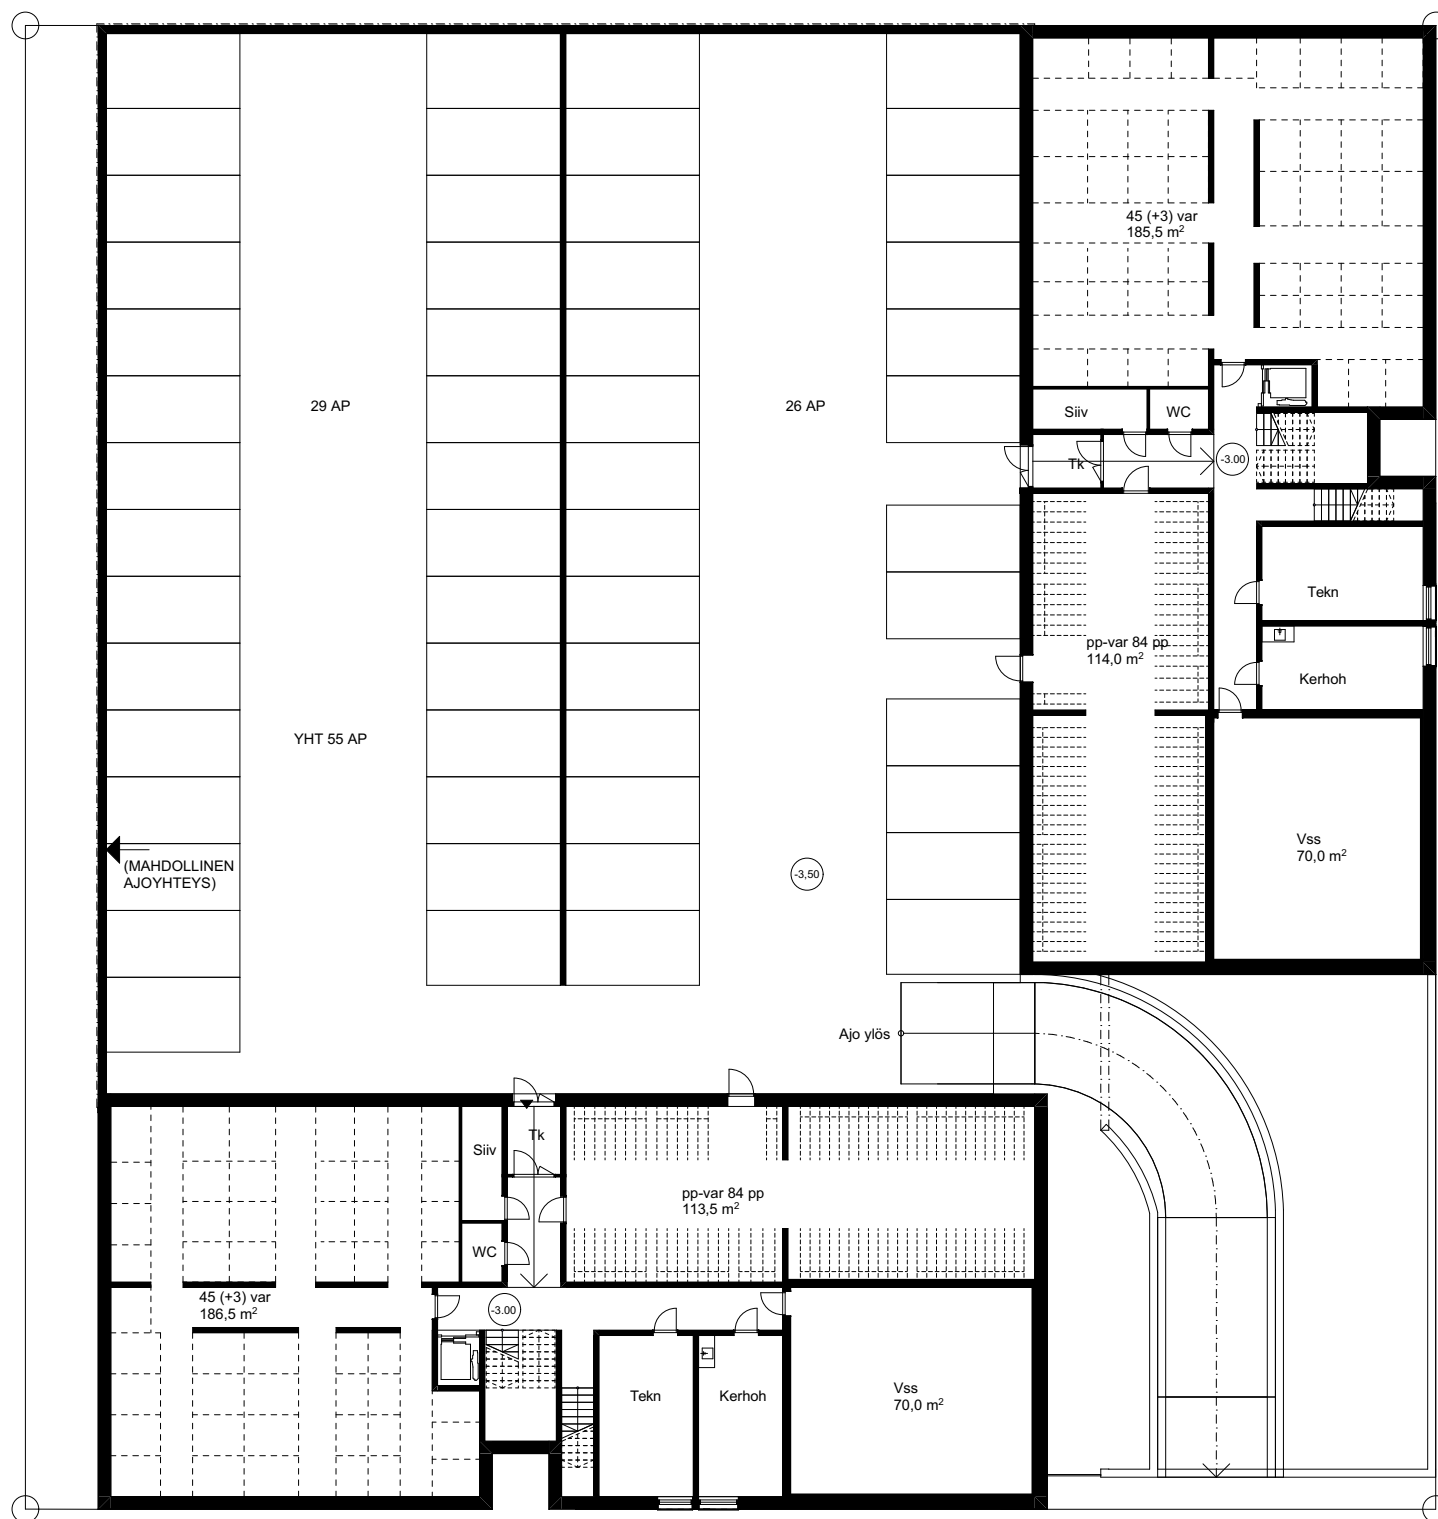 45 (+3) var
185,5 m²
29 AP
26 AP
Siiv
WC
Tk
-3.00
Tekn
pp-var 84 pp
114,0 m²
Kerhoh
YHT 55 AP
Vss
70,0 m²
(MAHDOLLINEN
AJOYHTEYS)
-3,50
Ajo ylös
Siiv
Tk
pp-var 84 pp
113,5 m²
WC
45 (+3) var
186,5 m²
-3.00
Tekn
Kerhoh
Vss
70,0 m²